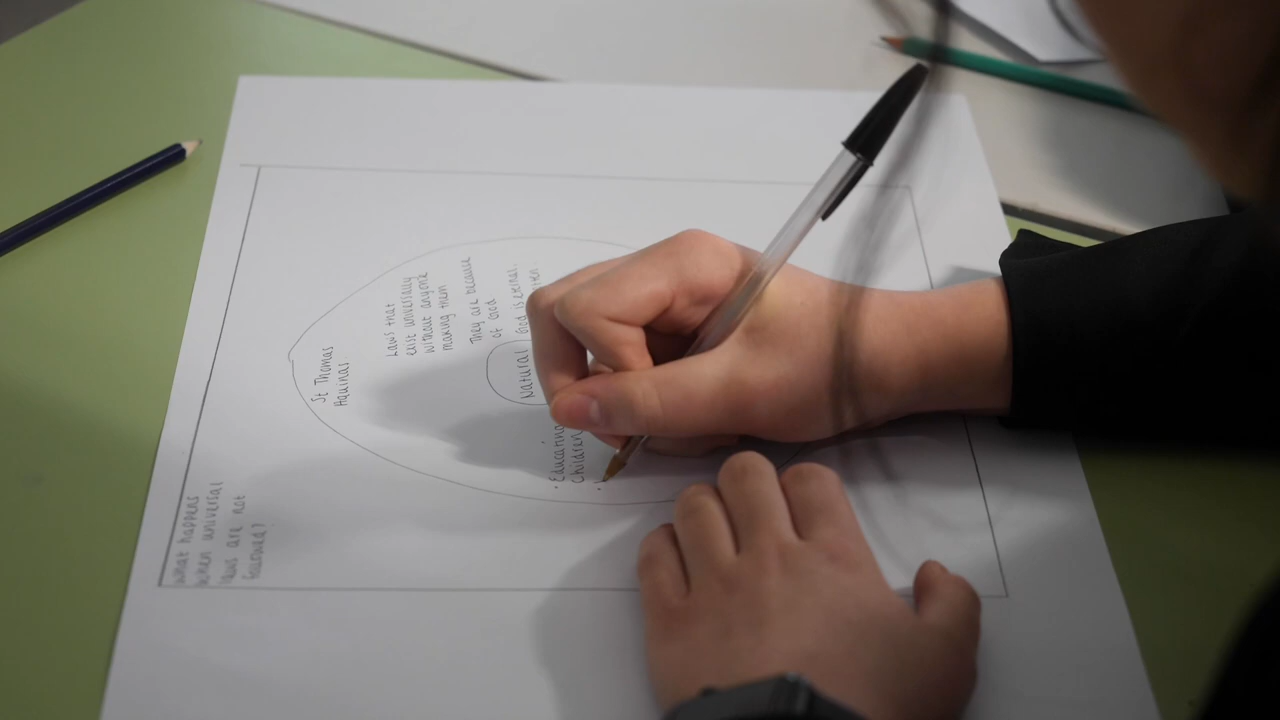 St Thomas
Aquinas
Laws that
exist universally
without anyone
making them
They are because
of God
God is eternal.
Natural
• Educating
Children
•
What happens
when universal
laws are not
followed?